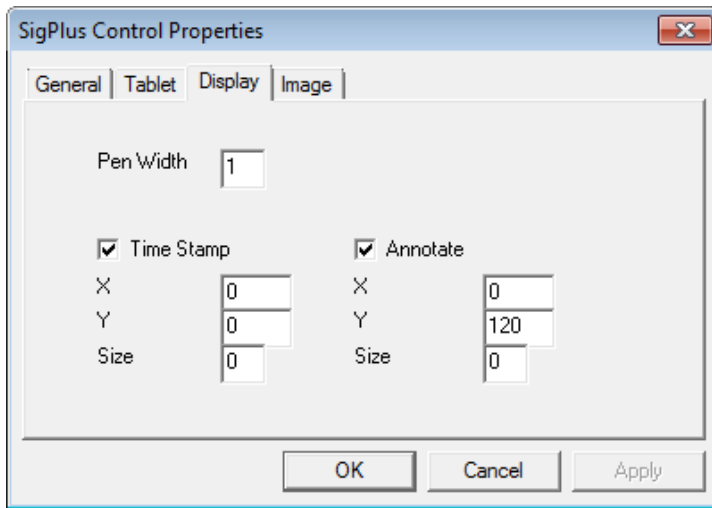 SigPlus Control Properties
General Tablet Display Image
Pen Width 1
Time Stamp Annotate
X 0 X 0
Y 0 Y 120
Size 0 Size 0
OK Cancel Apply